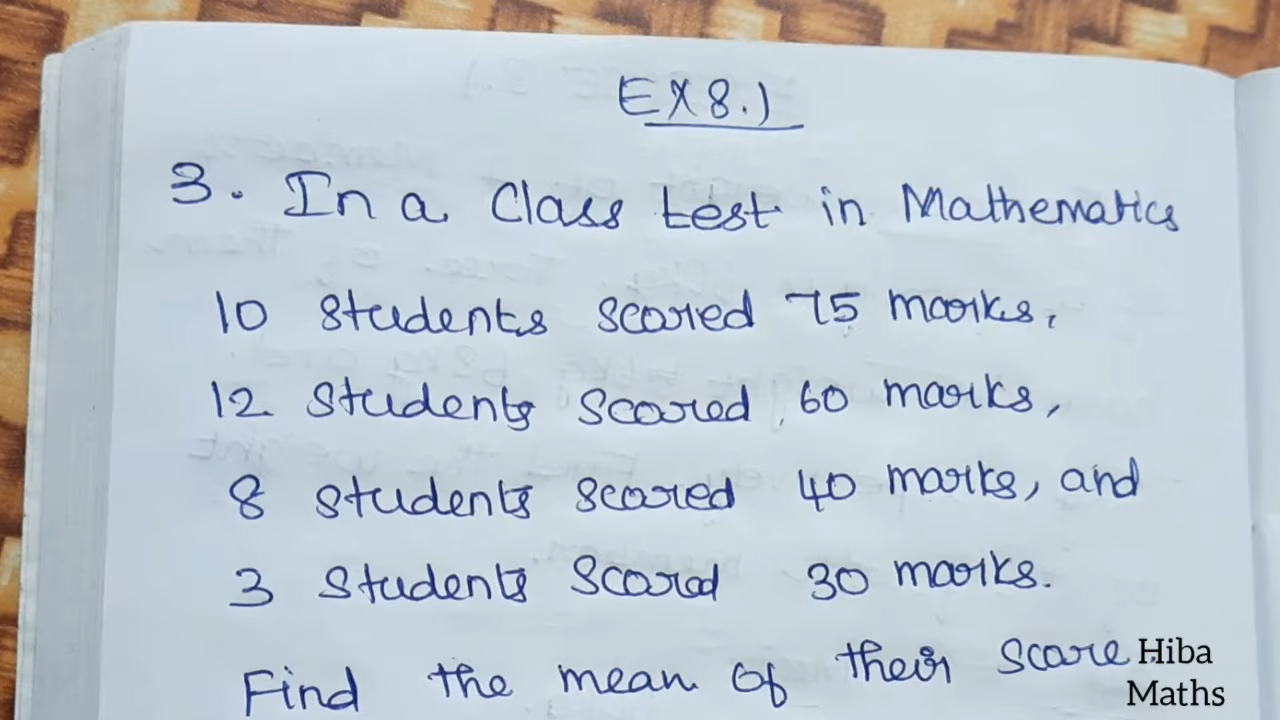 EX 8.1
3. In a Class test in Mathematics
10 students scored 75 marks,
12 students scored 60 marks,
8 students scored 40 marks, and
3 students scored 30 marks.
Find the mean of their score
Hiba
Maths